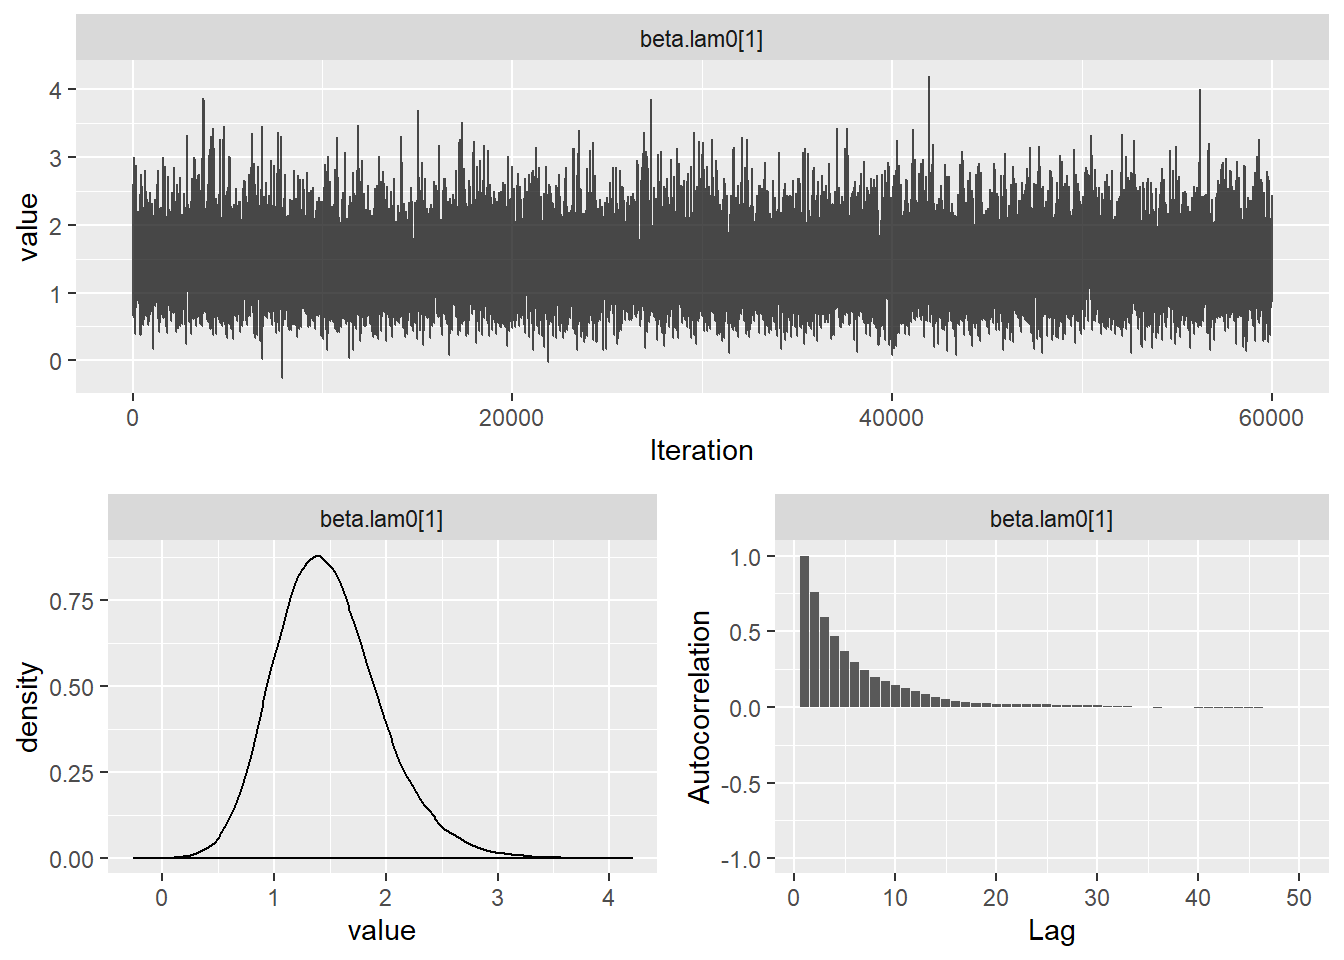 beta.lam0[1]
value
4
3
2
1
0
0 20000 40000 60000
Iteration
beta.lam0[1]
density
0.75
0.50
0.25
0.00
0 1 2 3 4
value
beta.lam0[1]
Autocorrelation
1.0
0.5
0.0
-0.5
-1.0
0 10 20 30 40 50
Lag